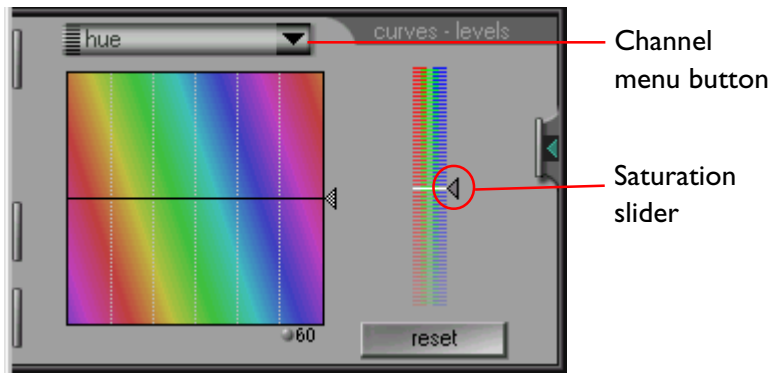 hue
curves - levels
Channel
menu button
Saturation
slider
60
reset